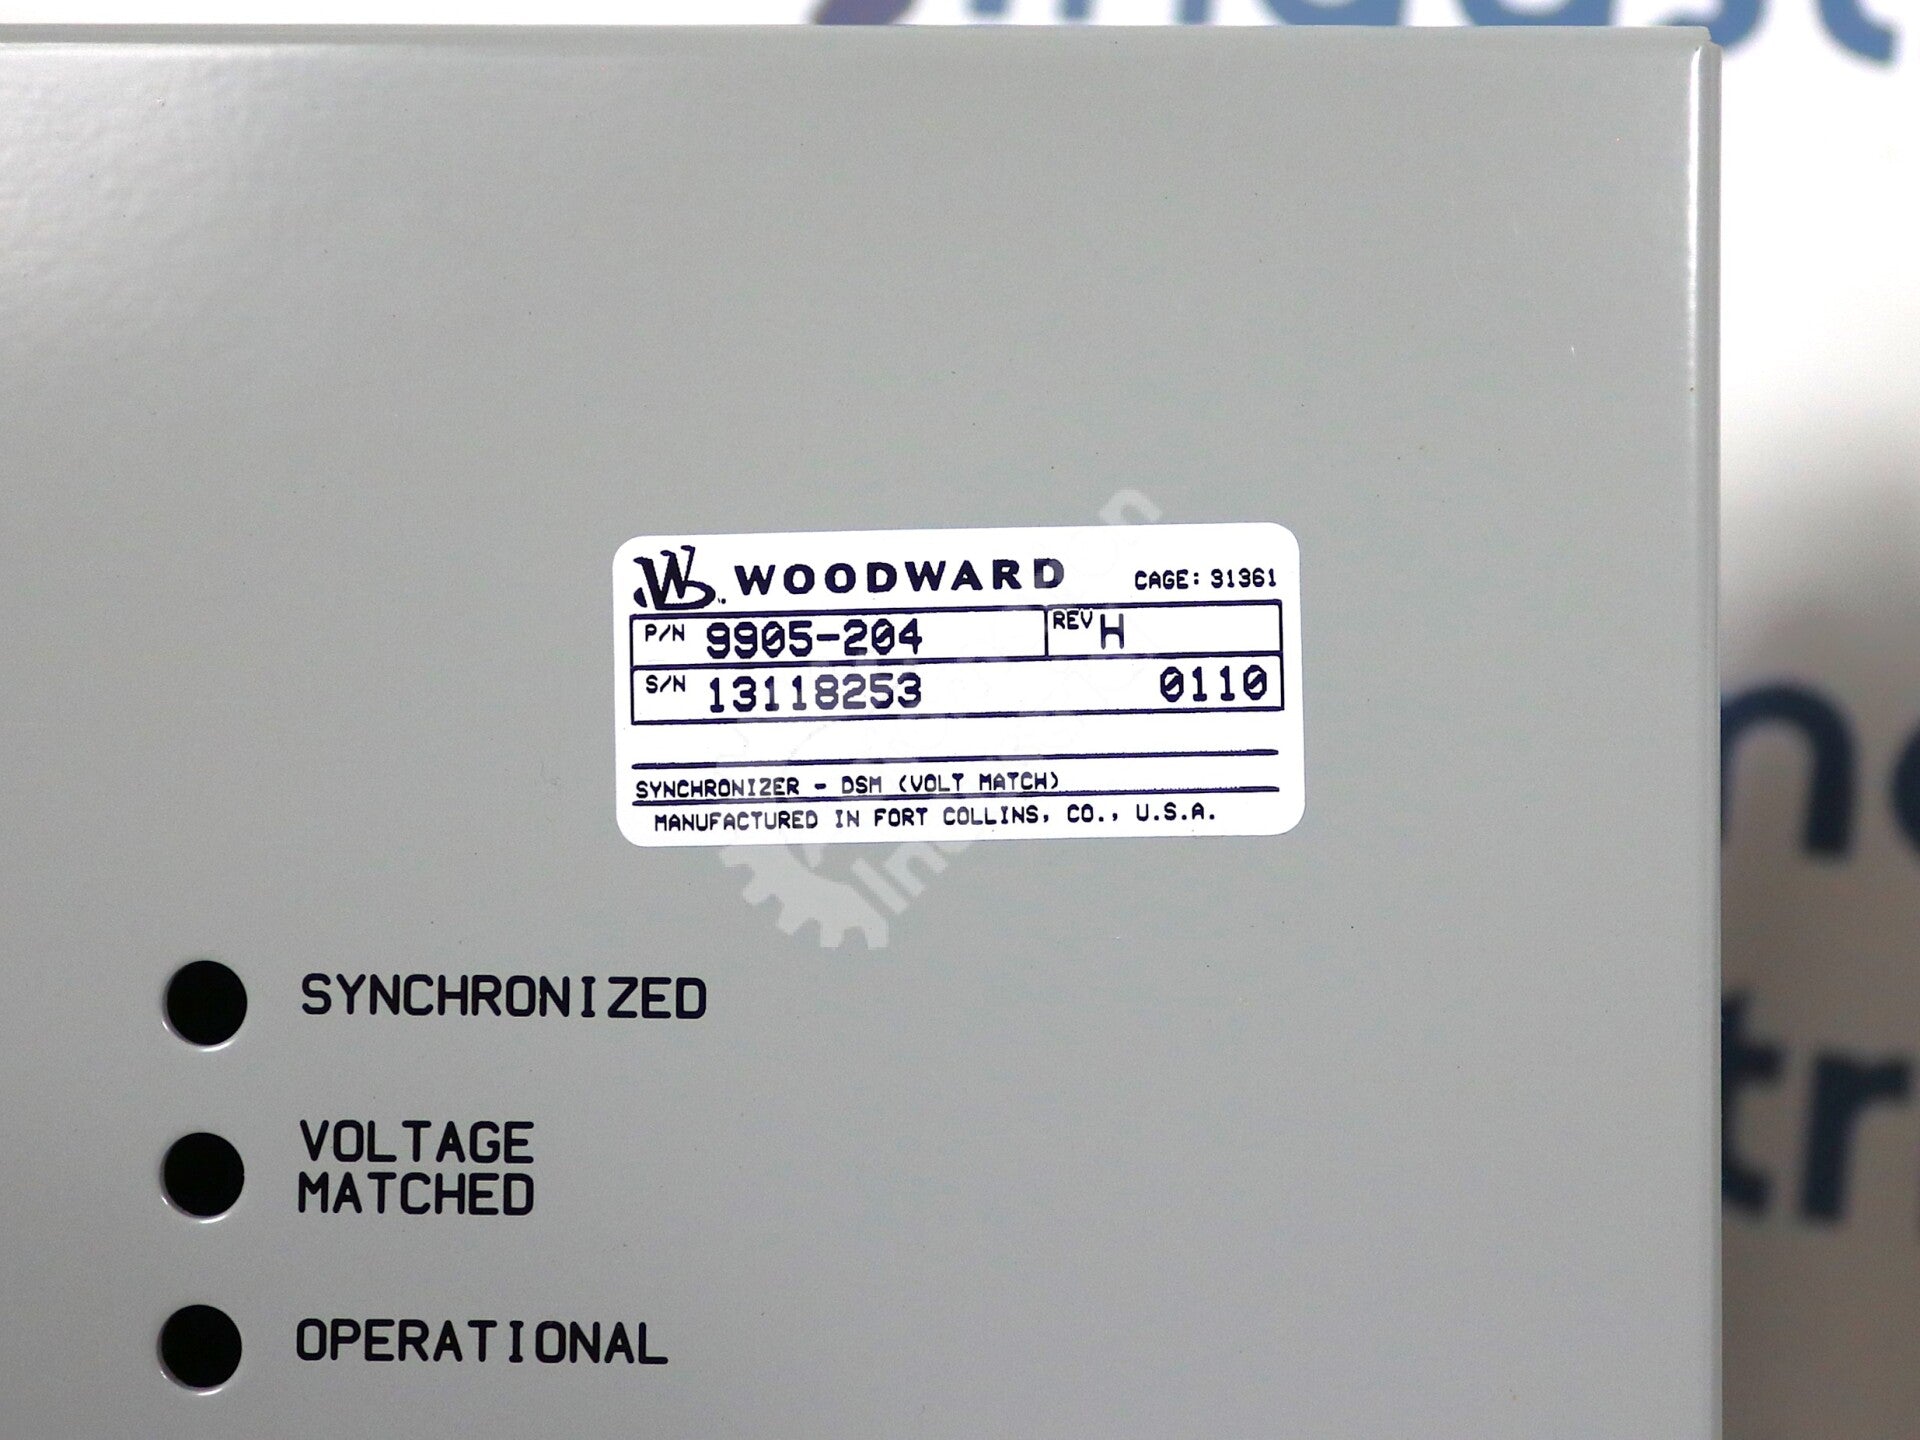 WOODWARD CAGE: 31361
P/N 9905-204 REV H
S/N 13118253 0110
SYNCHRONIZER - DSM (VOLT MATCH)
MANUFACTURED IN FORT COLLINS, CO., U.S.A.
SYNCHRONIZED
VOLTAGE
MATCHED
OPERATIONAL